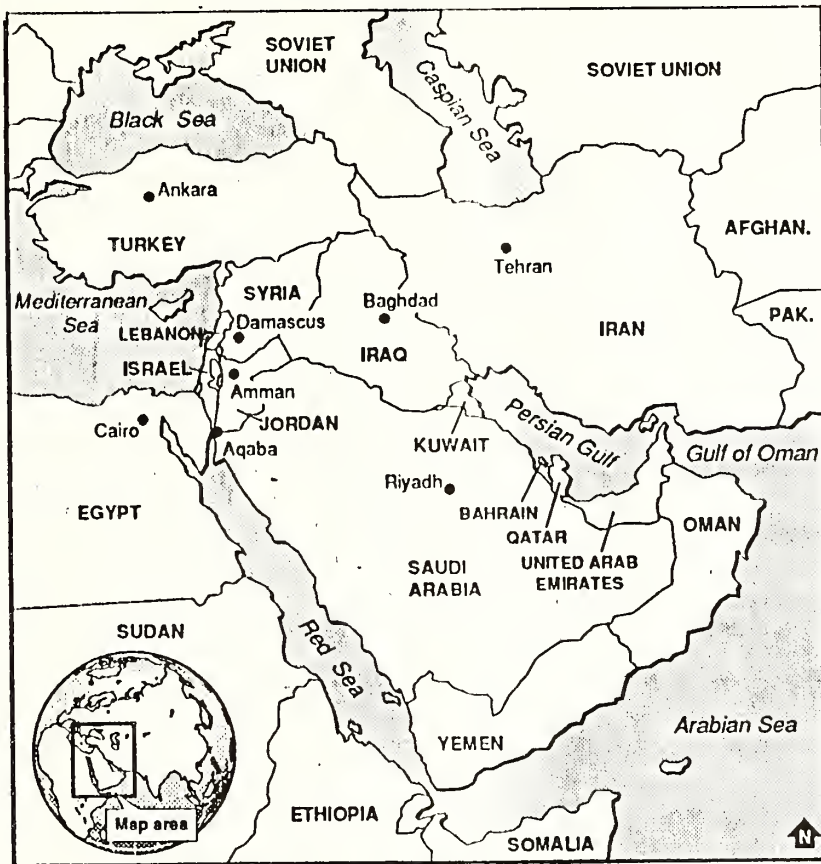 SOVIET
UNION
SOVIET UNION
Caspian Sea
Black Sea
Ankara
TURKEY
AFGHAN.
Tehran
Mediterranean
Sea
SYRIA
Baghdad
PAK.
LEBANON
Damascus
IRAQ
IRAN
ISRAEL
Amman
JORDAN
Cairo
Aqaba
KUWAIT
Persian Gulf
Gulf of Oman
Riyadh
EGYPT
BAHRAIN
QATAR
OMAN
SAUDI
ARABIA
UNITED ARAB
EMIRATES
SUDAN
Red Sea
Arabian Sea
YEMEN
Map area
ETHIOPIA
SOMALIA
N